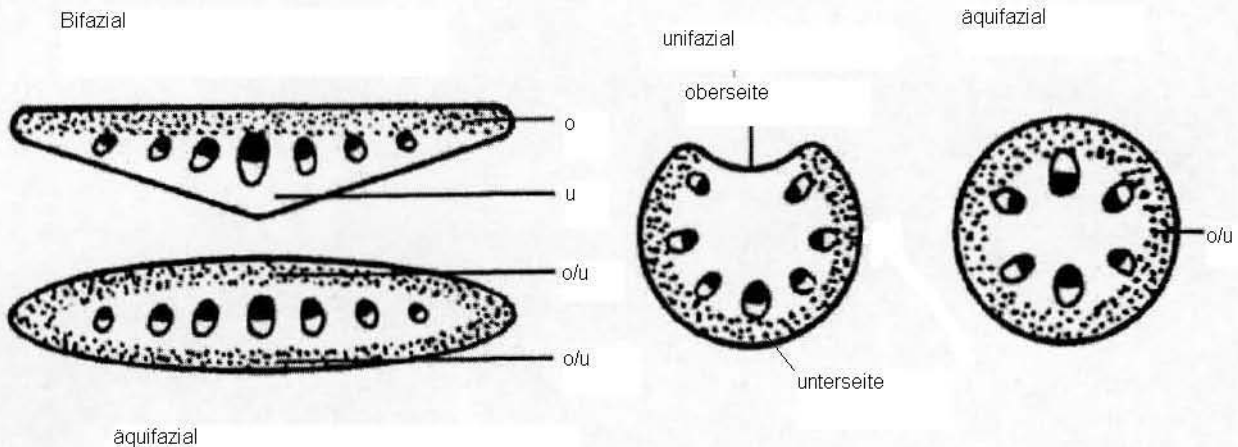 Bifazial
unifazial
äquifazial
oberseite
o
u
o/u
o/u
o/u
unterseite
äquifazial